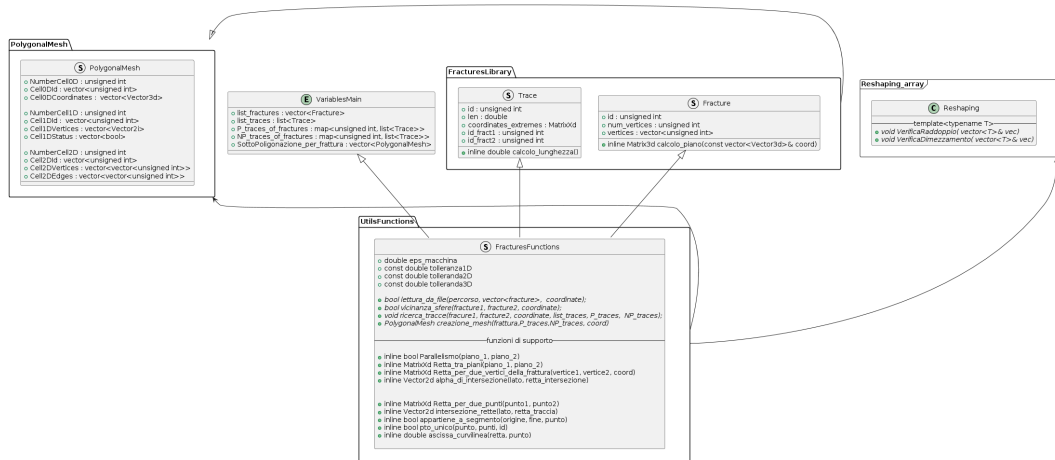 PolygonalMesh
S PolygonalMesh
NumberCell0D : unsigned int
Cell0DId : vector<unsigned int>
Cell0DCoordinates : vector<Vector3d>
NumberCell1D : unsigned int
Cell1DId : vector<unsigned int>
Cell1DVertices : vector<Vector2i>
Cell1DStatus : vector<bool>
NumberCell2D : unsigned int
Cell2DId : vector<unsigned int>
Cell2DVertices : vector<vector<unsigned int>>
Cell2DEdges : vector<vector<unsigned int>>
E VariablesMain
list_fractures : vector<Fracture>
list_traces : list<Trace>
P_traces_of_fractures : map<unsigned int, list<Trace>>
NP_traces_of_fractures : map<unsigned int, list<Trace>>
SottoPoligonazione_per_frattura : vector<PolygonalMesh>
FracturesLibrary
S Trace
id : unsigned int
len : double
coordinates_extremes : MatrixXd
id_fract1 : unsigned int
id_fract2 : unsigned int
inline double calcolo_lunghezza()
S Fracture
id : unsigned int
num_vertices : unsigned int
vertices : vector<unsigned int>
inline Matrix3d calcolo_piano(const vector<Vector3d>& coord)
Reshaping_array
C Reshaping
template<typename T>
void VerificaRaddoppio( vector<T>& vec)
void VerificaDimezzamento( vector<T>& vec)
UtilsFunctions
S FracturesFunctions
double eps_macchina
const double tolleranza1D
const double tolleranda2D
const double tolleranda3D
bool lettura_da_file(percorso, vector<fracture>, coordinate);
bool vicinanza_sfere(fracture1, fracture2, coordinate);
void ricerca_tracce(fracure1, fracture2, coordinate, list_traces, P_traces, NP_traces);
PolygonalMesh creazione_mesh(frattura,P_traces,NP_traces, coord)
funzioni di supporto
inline bool Parallelismo(piano_1, piano_2)
inline MatrixXd Retta_tra_piani(piano_1, piano_2)
inline MatrixXd Retta_per_due_vertici_della_frattura(vertice1, vertice2, coord)
inline Vector2d alpha_di_intersezione(lato, retta_intersezione)
inline MatrixXd Retta_per_due_punti(punto1, punto2)
inline Vector2d intersezione_rette(lato, retta_traccia)
inline bool appartiene_a_segmento(origine, fine, punto)
inline bool pto_unico(punto, punti, id)
inline double ascissa_curvilinea(retta, punto)